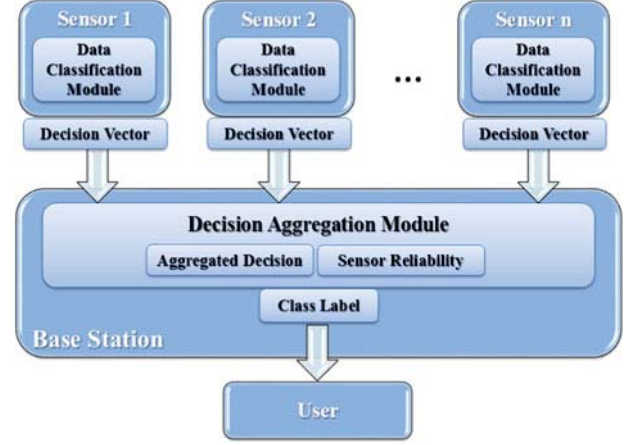 Sensor 1
Data
Classification
Module
Decision Vector
Sensor 2
Data
Classification
Module
Decision Vector
...
Sensor n
Data
Classification
Module
Decision Vector
Decision Aggregation Module
Aggregated Decision
Sensor Reliability
Class Label
Base Station
User